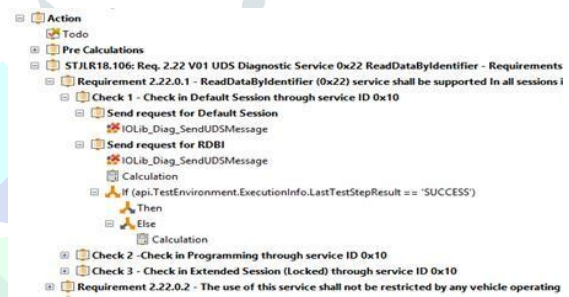 Action
Todo
Pre Calculations
STJLR18.106: Req. 2.22 V01 UDS Diagnostic Service 0x22 ReadDataByIdentifier - Requirements
Requirement 2.22.0.1 - ReadDataByIdentifier (0x22) service shall be supported In all sessions i
Check 1 - Check in Default Session through service ID 0x10
Send request for Default Session
IOLib_Diag_SendUDSMessage
Send request for RDBI
IOLib_Diag_SendUDSMessage
Calculation
If (api.TestEnvironment.ExecutionInfo.LastTestStepResult == 'SUCCESS')
Then
Else
Calculation
Check 2 -Check in Programming through service ID 0x10
Check 3 - Check in Extended Session (Locked) through service ID 0x10
Requirement 2.22.0.2 - The use of this service shall not be restricted by any vehicle operating